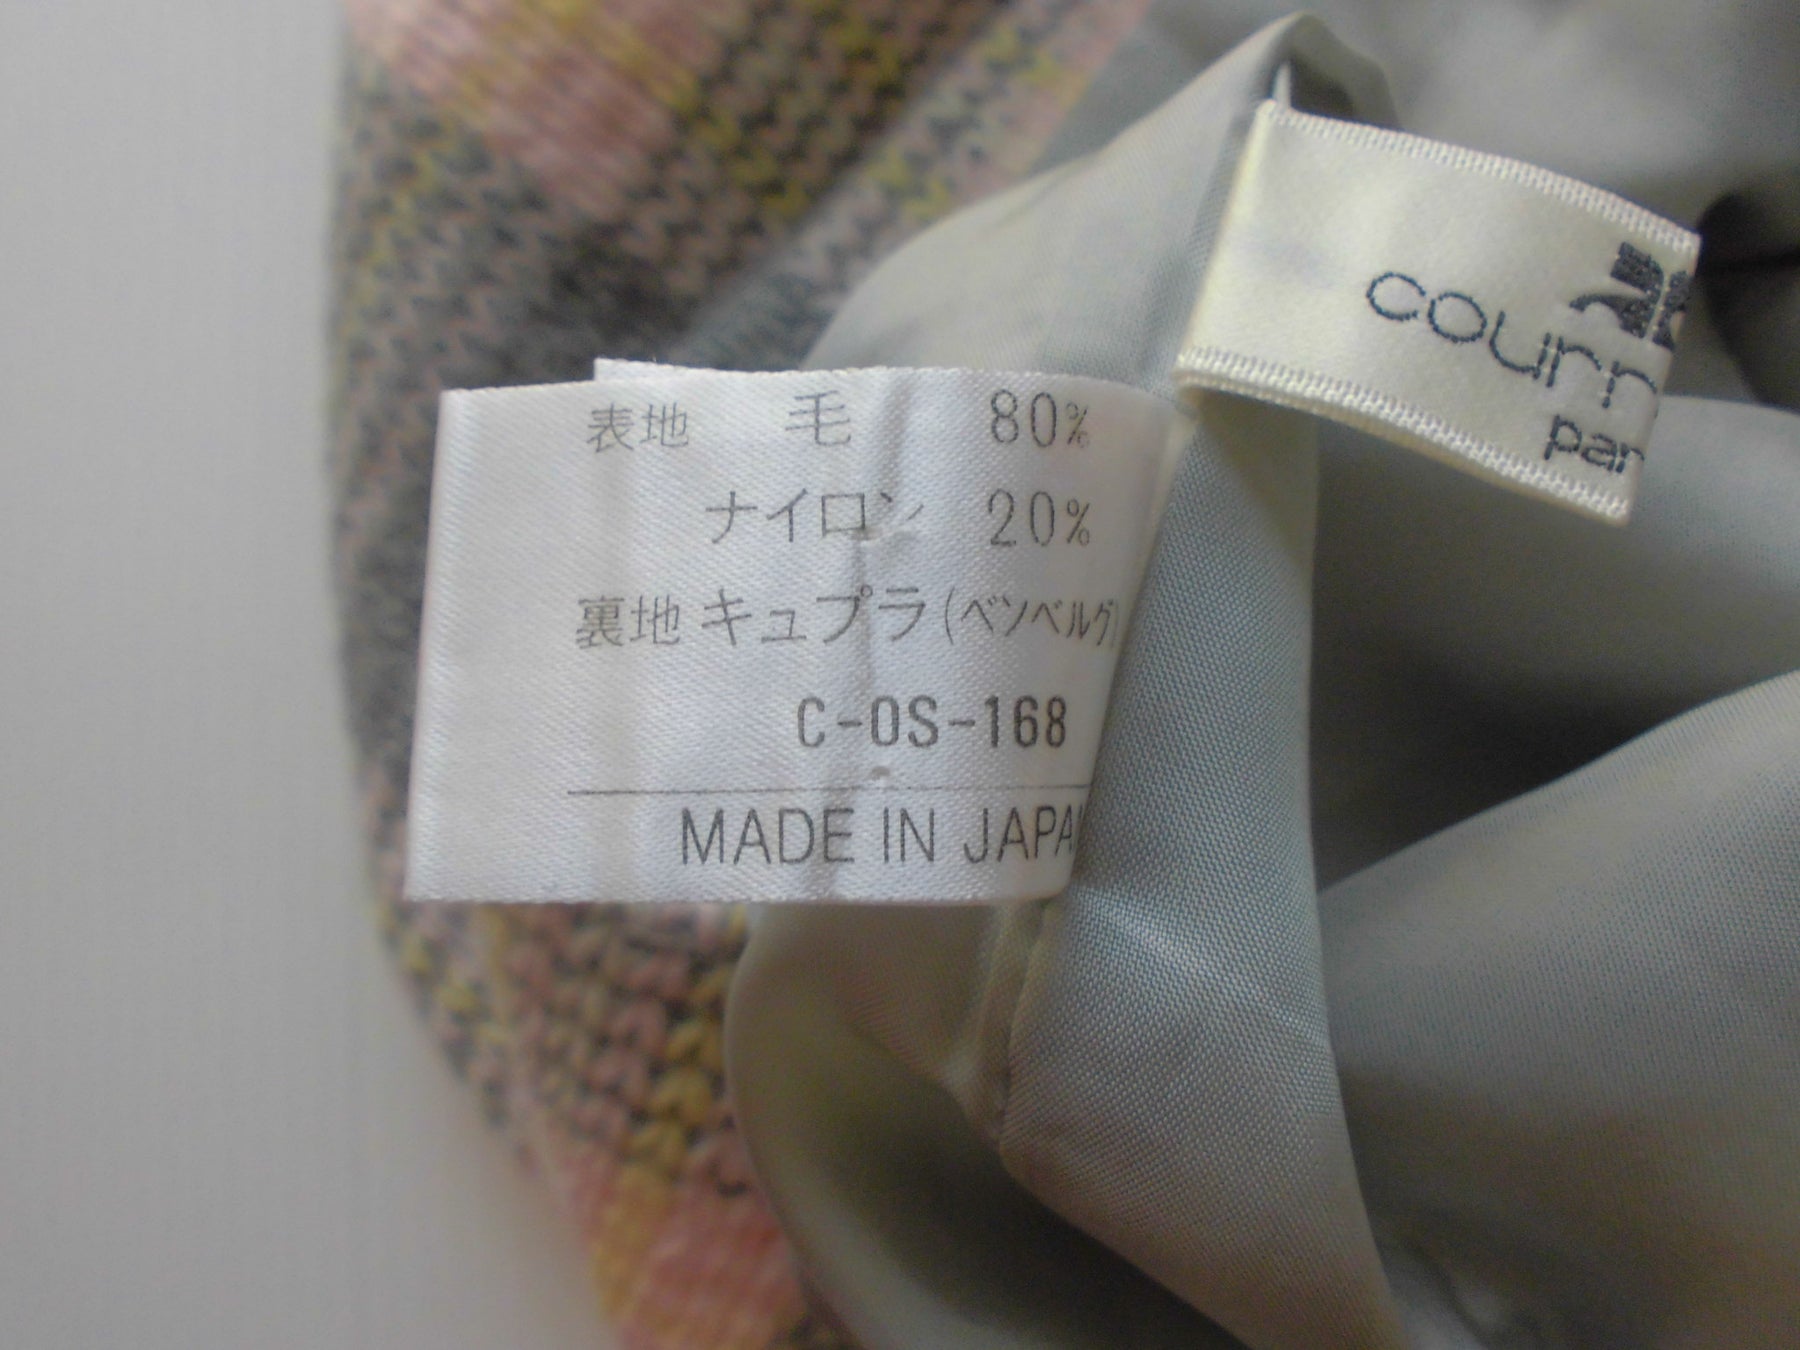 courr
par
表地 毛 80%
ナイロン 20%
裏地 キュプラ(ベンベルグ)
C-OS-168
MADE IN JAPA